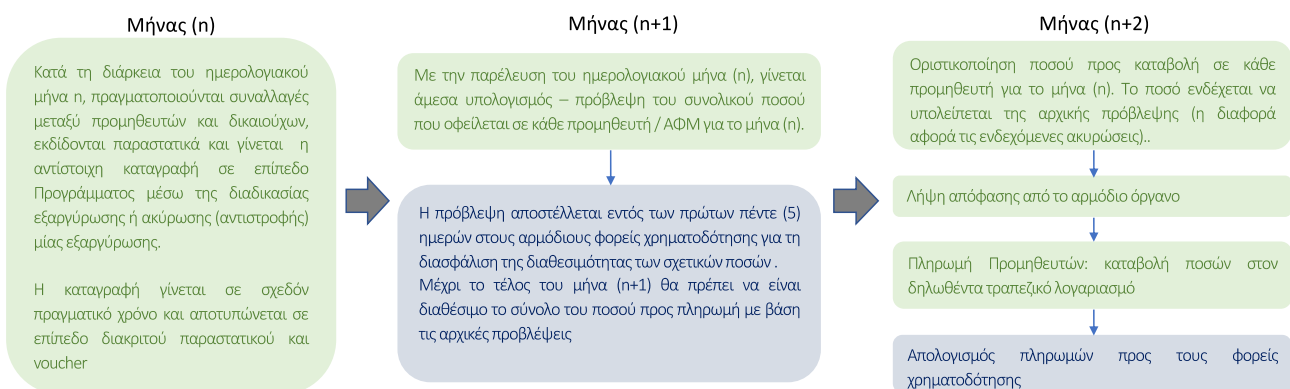 Μήνας (n)
Κατά τη διάρκεια του ημερολογιακού
μήνα n, πραγματοποιούνται συναλλαγές
μεταξύ προμηθευτών και δικαιούχων,
εκδίδονται παραστατικά και γίνεται η
αντίστοιχη καταγραφή σε επίπεδο
Προγράμματος μέσω της διαδικασίας
εξαργύρωσης ή ακύρωσης (αντιστροφής)
μίας εξαργύρωσης.
Η καταγραφή γίνεται σε σχεδόν
πραγματικό χρόνο και αποτυπώνεται σε
επίπεδο διακριτού παραστατικού και
voucher
Μήνας (n+1)
Με την παρέλευση του ημερολογιακού μήνα (n), γίνεται
άμεσα υπολογισμός – πρόβλεψη του συνολικού ποσού
που οφείλεται σε κάθε προμηθευτή / ΑΦΜ για το μήνα (n).
Η πρόβλεψη αποστέλλεται εντός των πρώτων πέντε (5)
ημερών στους αρμόδιους φορείς χρηματοδότησης για τη
διασφάλιση της διαθεσιμότητας των σχετικών ποσών .
Μέχρι το τέλος του μήνα (n+1) θα πρέπει να είναι
διαθέσιμο το σύνολο του ποσού προς πληρωμή με βάση
τις αρχικές προβλέψεις
Μήνας (n+2)
Οριστικοποίηση ποσού προς καταβολή σε κάθε
προμηθευτή για το μήνα (n). Το ποσό ενδέχεται να
υπολείπεται της αρχικής πρόβλεψης (η διαφορά
αφορά τις ενδεχόμενες ακυρώσεις)..
Λήψη απόφασης από το αρμόδιο όργανο
Πληρωμή Προμηθευτών: καταβολή ποσών στον
δηλωθέντα τραπεζικό λογαριασμό
Απολογισμός πληρωμών προς τους φορείς
χρηματοδότησης